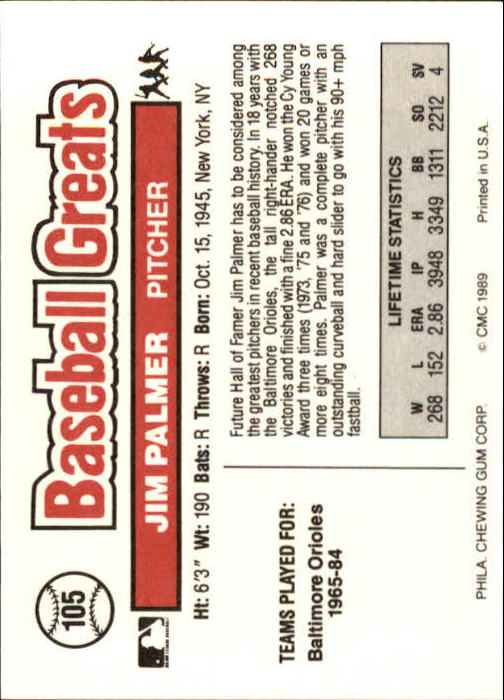 105
Baseball Greats
JIM PALMER PITCHER
Ht: 6'3" Wt: 190 Bats: R Throws: R Born: Oct. 15, 1945, New York, NY
TEAMS PLAYED FOR:
Baltimore Orioles
1965-84
Future Hall of Famer Jim Palmer has to be considered among
the greatest pitchers in recent baseball history. In 18 years with
the Baltimore Orioles, the tall right-hander notched 268
victories and finished with a fine 2.86 ERA. He won the Cy Young
Award three times (1973, '75 and '76) and won 20 games or
more eight times. Palmer was a complete pitcher with an
outstanding curveball and hard slider to go with his 90+ mph
fastball.
LIFETIME STATISTICS
W L ERA IP H BB SO SV
268 152 2.86 3948 3349 1311 2212 4
PHILA. CHEWING GUM CORP. © CMC 1989 Printed in U.S.A.